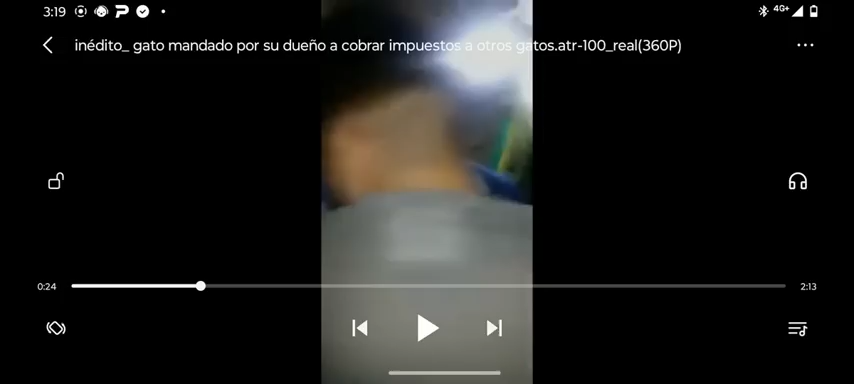 3:19
4G+
inédito_ gato mandado por su dueño a cobrar impuestos a otros gatos.atr-100_real(360P)
0:24
2:13